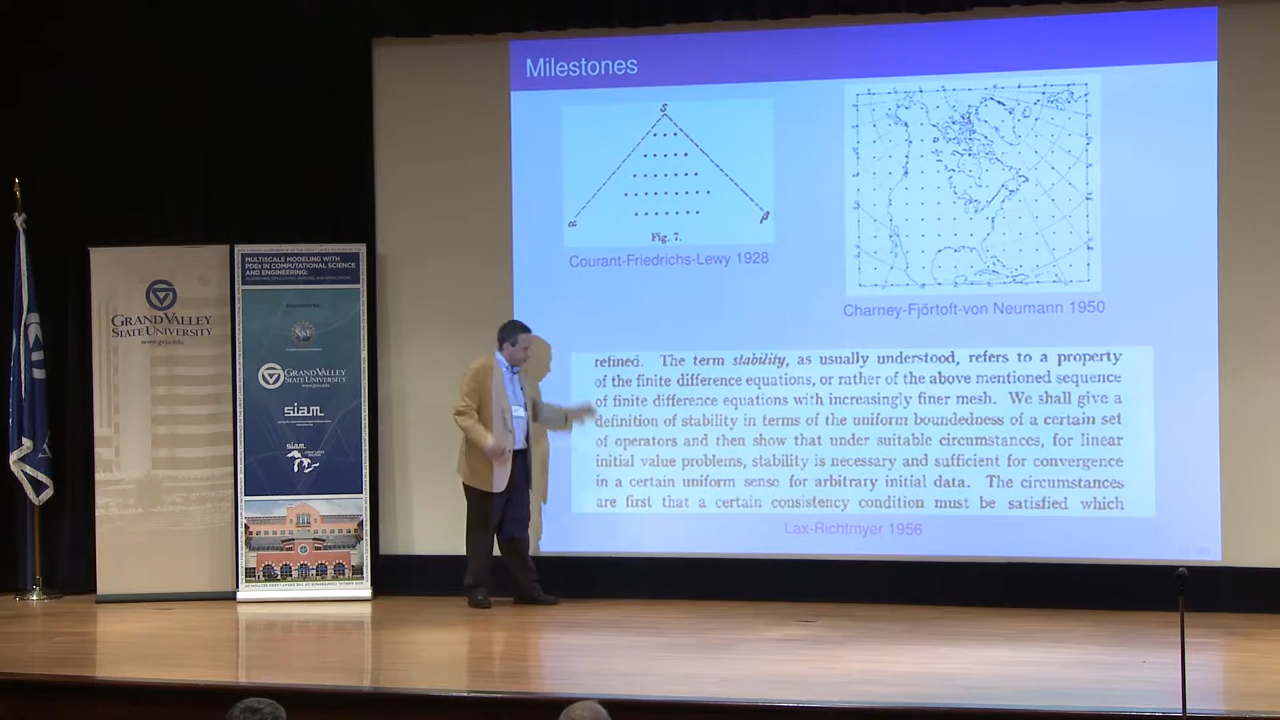 Milestones
S
α
β
Fig. 7.
Courant-Friedrichs-Lewy 1928
Charney-Fjörtoft-von Neumann 1950
refined. The term stability, as usually understood, refers to a property
of the finite difference equations, or rather of the above mentioned sequence
of finite difference equations with increasingly finer mesh. We shall give a
definition of stability in terms of the uniform boundedness of a certain set
of operators and then show that under suitable circumstances, for linear
initial value problems, stability is necessary and sufficient for convergence
in a certain uniform sense for arbitrary initial data. The circumstances
are first that a certain consistency condition must be satisfied which
Lax-Richtmyer 1956
GRAND VALLEY
STATE UNIVERSITY
www.gvsu.edu
MULTISCALE MODELING WITH
PDES IN COMPUTATIONAL SCIENCE
AND ENGINEERING:
NSF
GRAND VALLEY
STATE UNIVERSITY
siam
siam